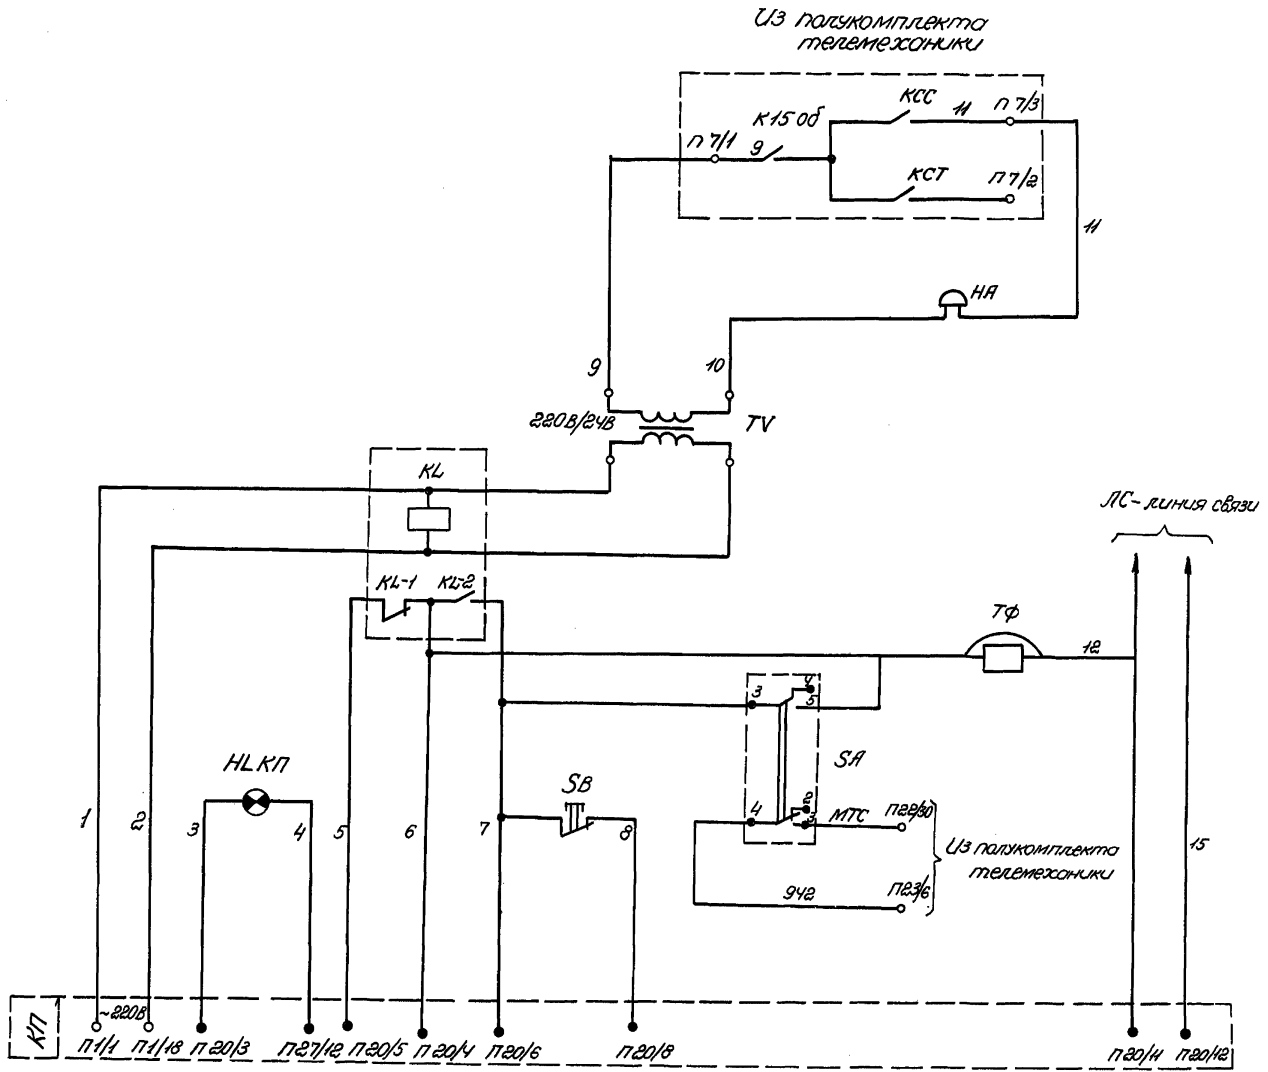 Из полукомплекта
телемеханики
КСС
11
П 7/3
К15 об
П 7/1
9
КСТ
П 7/2
11
НА
9
10
220В/24В
TV
KL
ЛС - линия связи
KL-1
KL-2
ТФ
12
3
4
5
SA
HLКП
SB
4
2
3
МТС
П22/30
1
2
3
4
5
6
7
8
Из полукомплекта
телемеханики
15
942
П23/6
КП
~220В
П1/1
П1/18
П20/3
П27/12
П20/5
П20/4
П20/6
П20/8
П20/11
П20/12